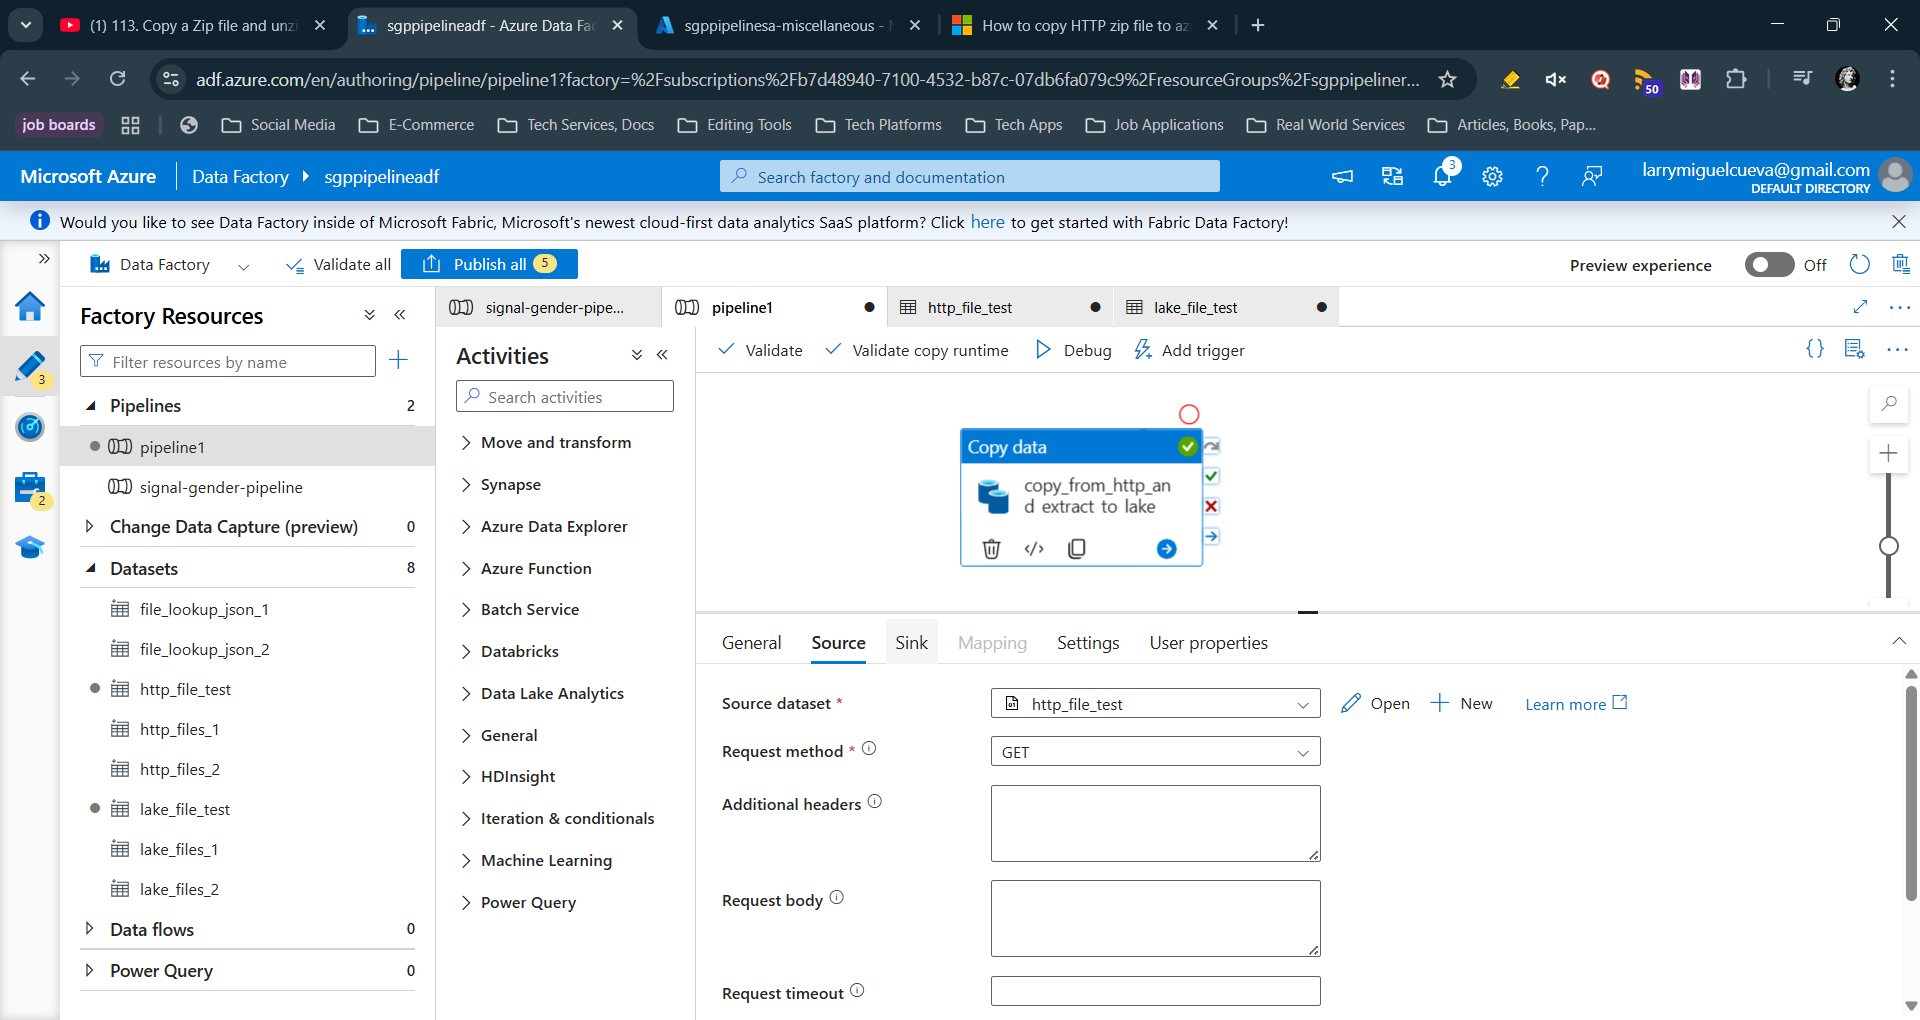 (1) 113. Copy a Zip file and unzi
sgppipelineadf - Azure Data Fac
sgppipelinesa-miscellaneous - M
How to copy HTTP zip file to az
adf.azure.com/en/authoring/pipeline/pipeline1?factory=%2Fsubscriptions%2Fb7d48940-7100-4532-b87c-07db6fa079c9%2FresourceGroups%2Fsgppipeliner...
50
job boards
Social Media
E-Commerce
Tech Services, Docs
Editing Tools
Tech Platforms
Tech Apps
Job Applications
Real World Services
Articles, Books, Pap...
Microsoft Azure
Data Factory
sgppipelineadf
Search factory and documentation
3
larrymiguelcueva@gmail.com
DEFAULT DIRECTORY
Would you like to see Data Factory inside of Microsoft Fabric, Microsoft's newest cloud-first data analytics SaaS platform? Click here to get started with Fabric Data Factory!
Data Factory
Validate all
Publish all 5
Preview experience
Off
3
2
Factory Resources
Filter resources by name
Pipelines 2
pipeline1
signal-gender-pipeline
Change Data Capture (preview) 0
Datasets 8
file_lookup_json_1
file_lookup_json_2
http_file_test
http_files_1
http_files_2
lake_file_test
lake_files_1
lake_files_2
Data flows 0
Power Query 0
signal-gender-pipe...
pipeline1
http_file_test
lake_file_test
Activities
Search activities
Move and transform
Synapse
Azure Data Explorer
Azure Function
Batch Service
Databricks
Data Lake Analytics
General
HDInsight
Iteration & conditionals
Machine Learning
Power Query
Validate
Validate copy runtime
Debug
Add trigger
Copy data
copy_from_http_an
d extract to lake
General
Source
Sink
Mapping
Settings
User properties
Source dataset *
http_file_test
Open
New
Learn more
Request method *
GET
Additional headers
Request body
Request timeout